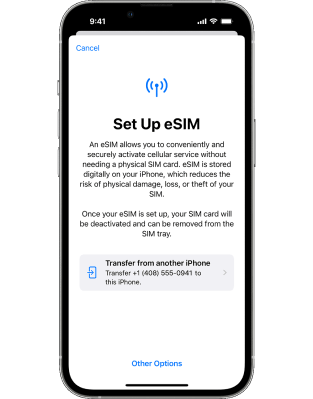 9:41
Cancel
Set Up eSIM
An eSIM allows you to conveniently and
securely activate cellular service without
needing a physical SIM card. eSIM is stored
digitally on your iPhone, which reduces the
risk of physical damage, loss, or theft of your
SIM.
Once your eSIM is set up, your SIM card will
be deactivated and can be removed from the
SIM tray.
Transfer from another iPhone
Transfer +1 (408) 555-0941 to
this iPhone.
Other Options